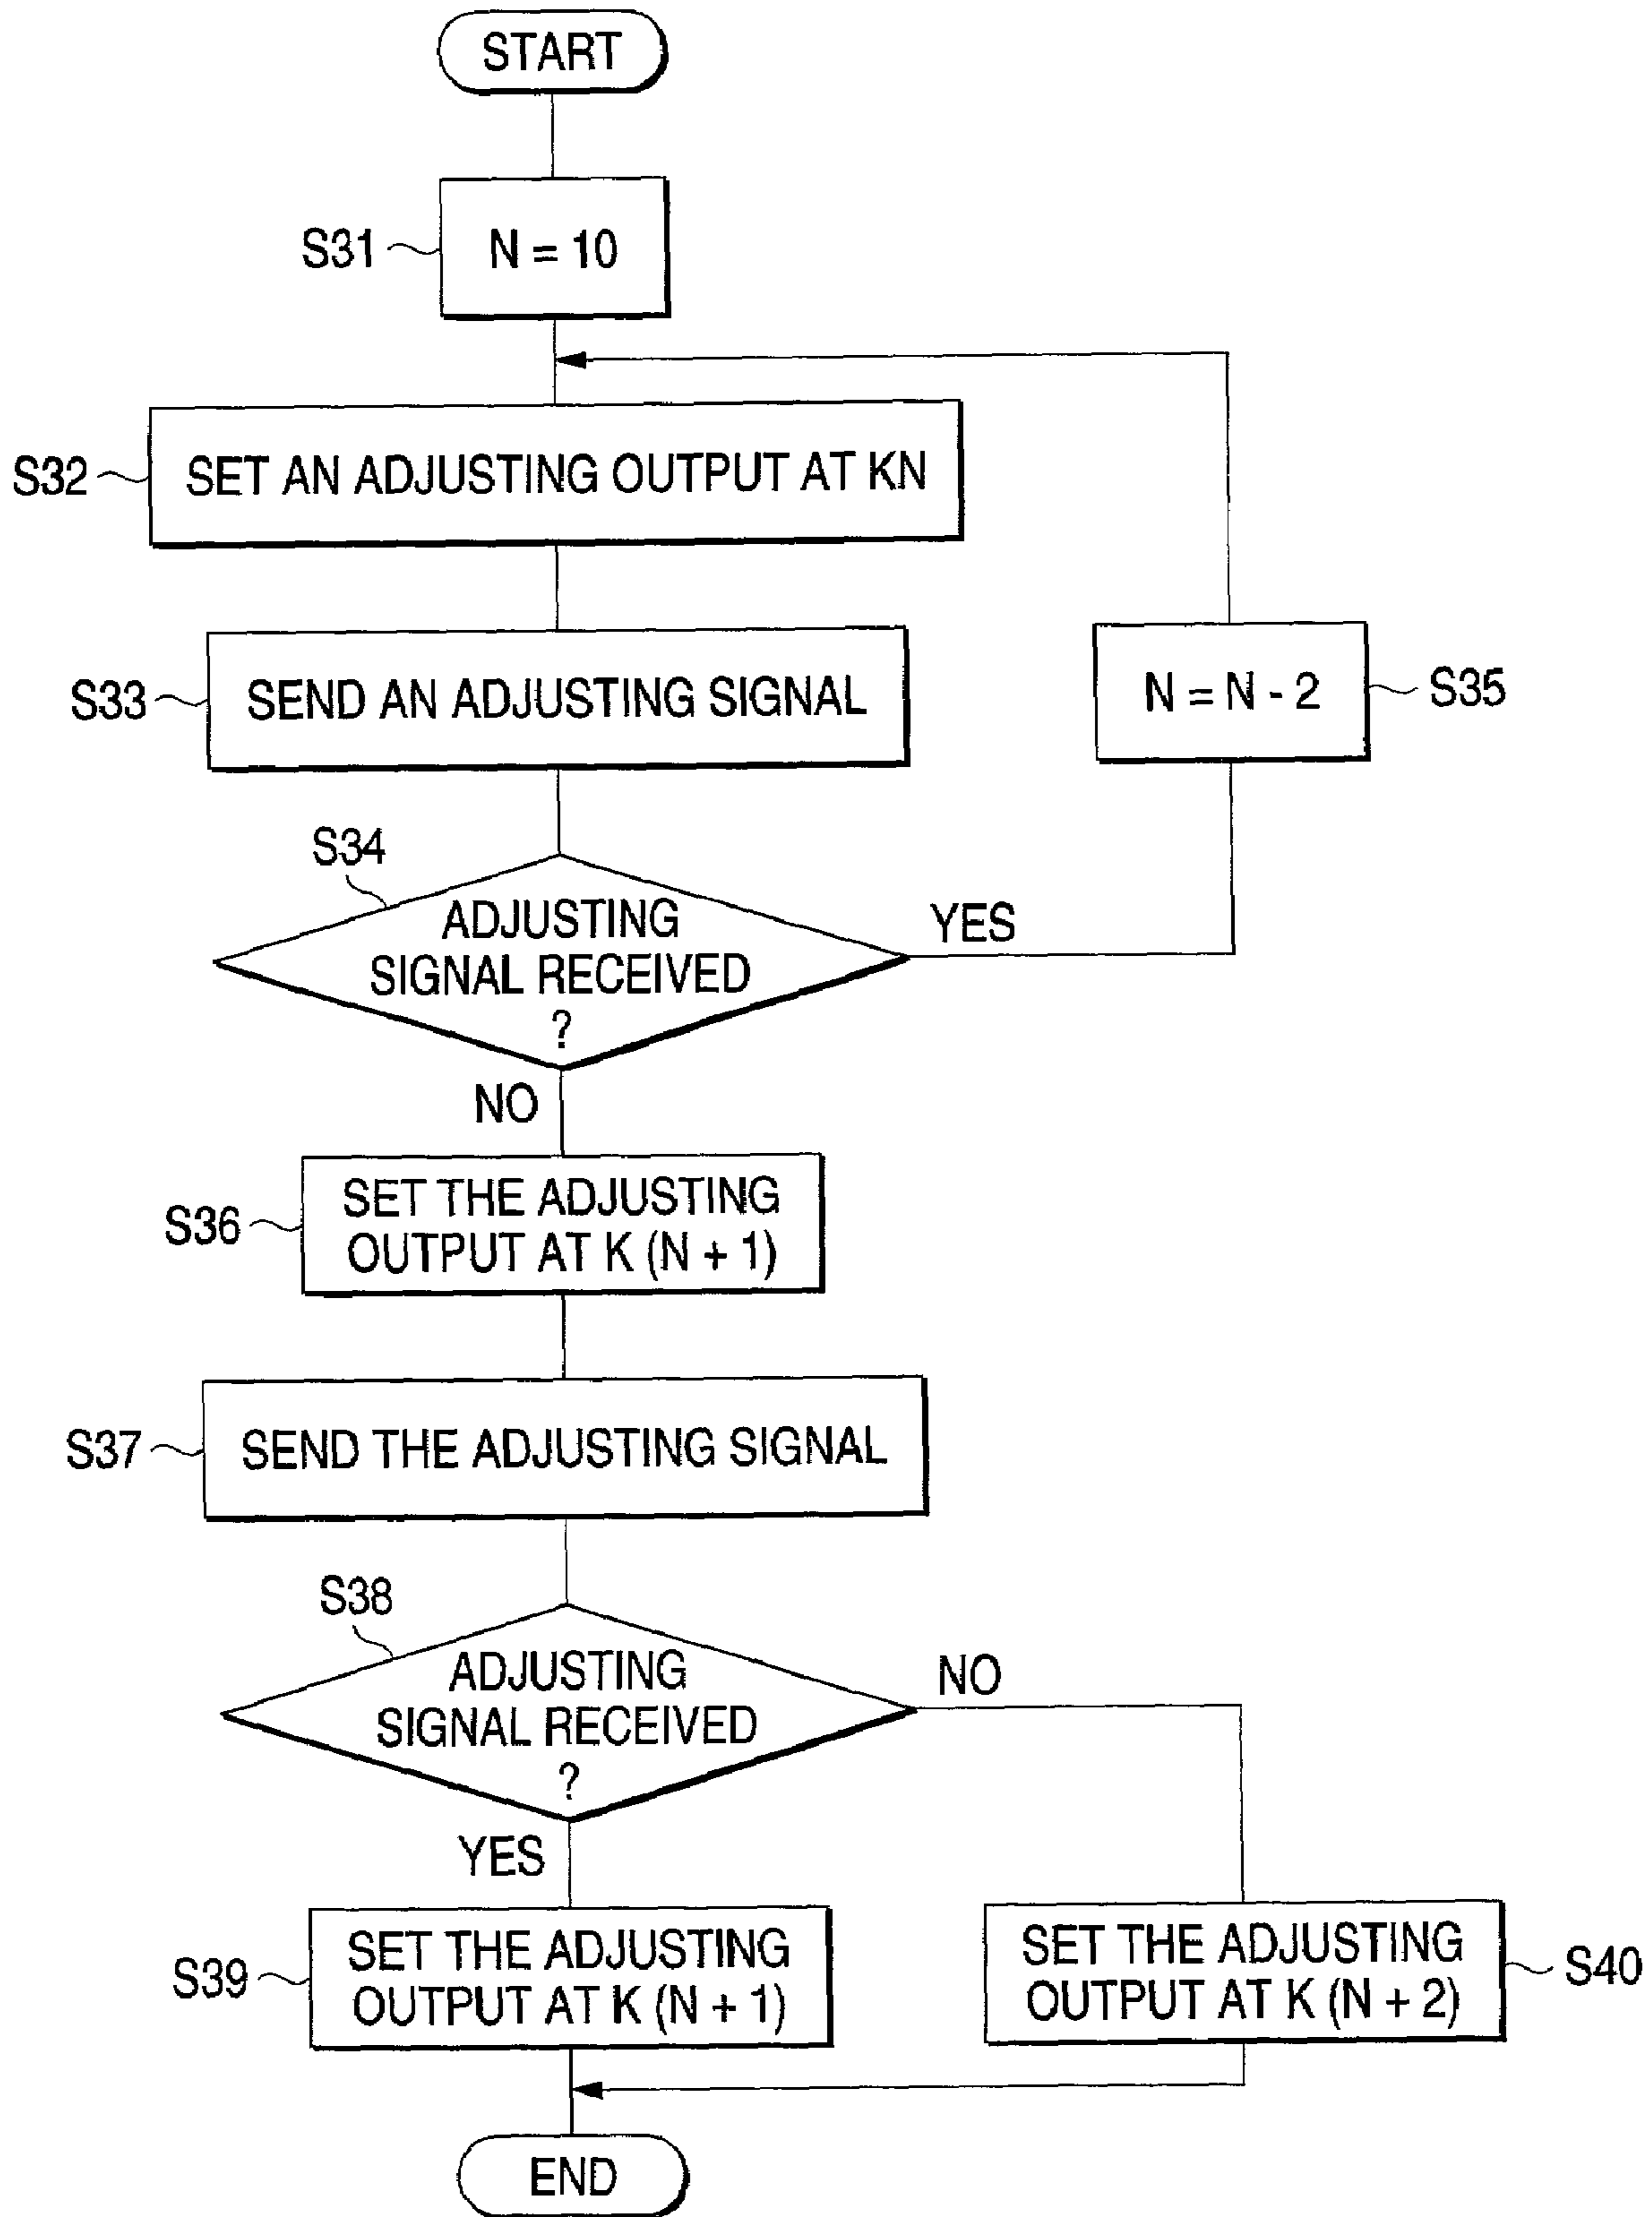 START
S31
N = 10
S32
SET AN ADJUSTING OUTPUT AT KN
S33
SEND AN ADJUSTING SIGNAL
N = N - 2
S35
S34
ADJUSTING
SIGNAL RECEIVED
?
YES
NO
S36
SET THE ADJUSTING
OUTPUT AT K (N + 1)
S37
SEND THE ADJUSTING SIGNAL
S38
ADJUSTING
SIGNAL RECEIVED
?
NO
YES
S39
SET THE ADJUSTING
OUTPUT AT K (N + 1)
SET THE ADJUSTING
OUTPUT AT K (N + 2)
S40
END